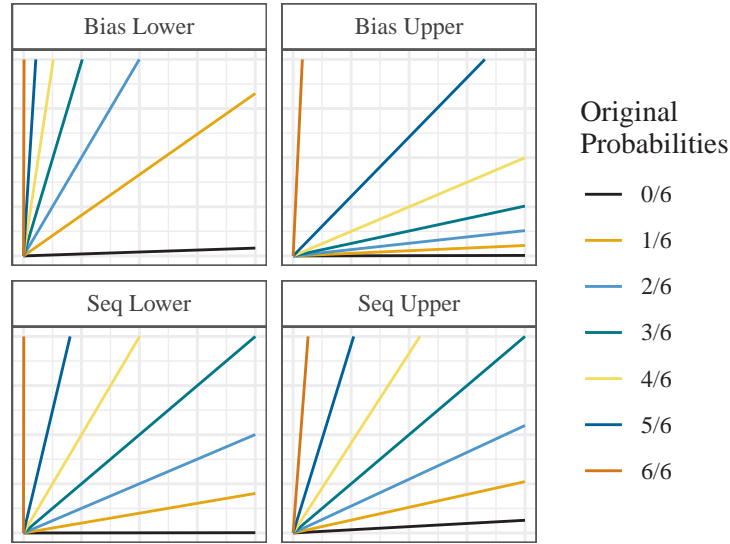 Bias Lower
Bias Upper
Seq Lower
Seq Upper
Original
Probabilities
0/6
1/6
2/6
3/6
4/6
5/6
6/6